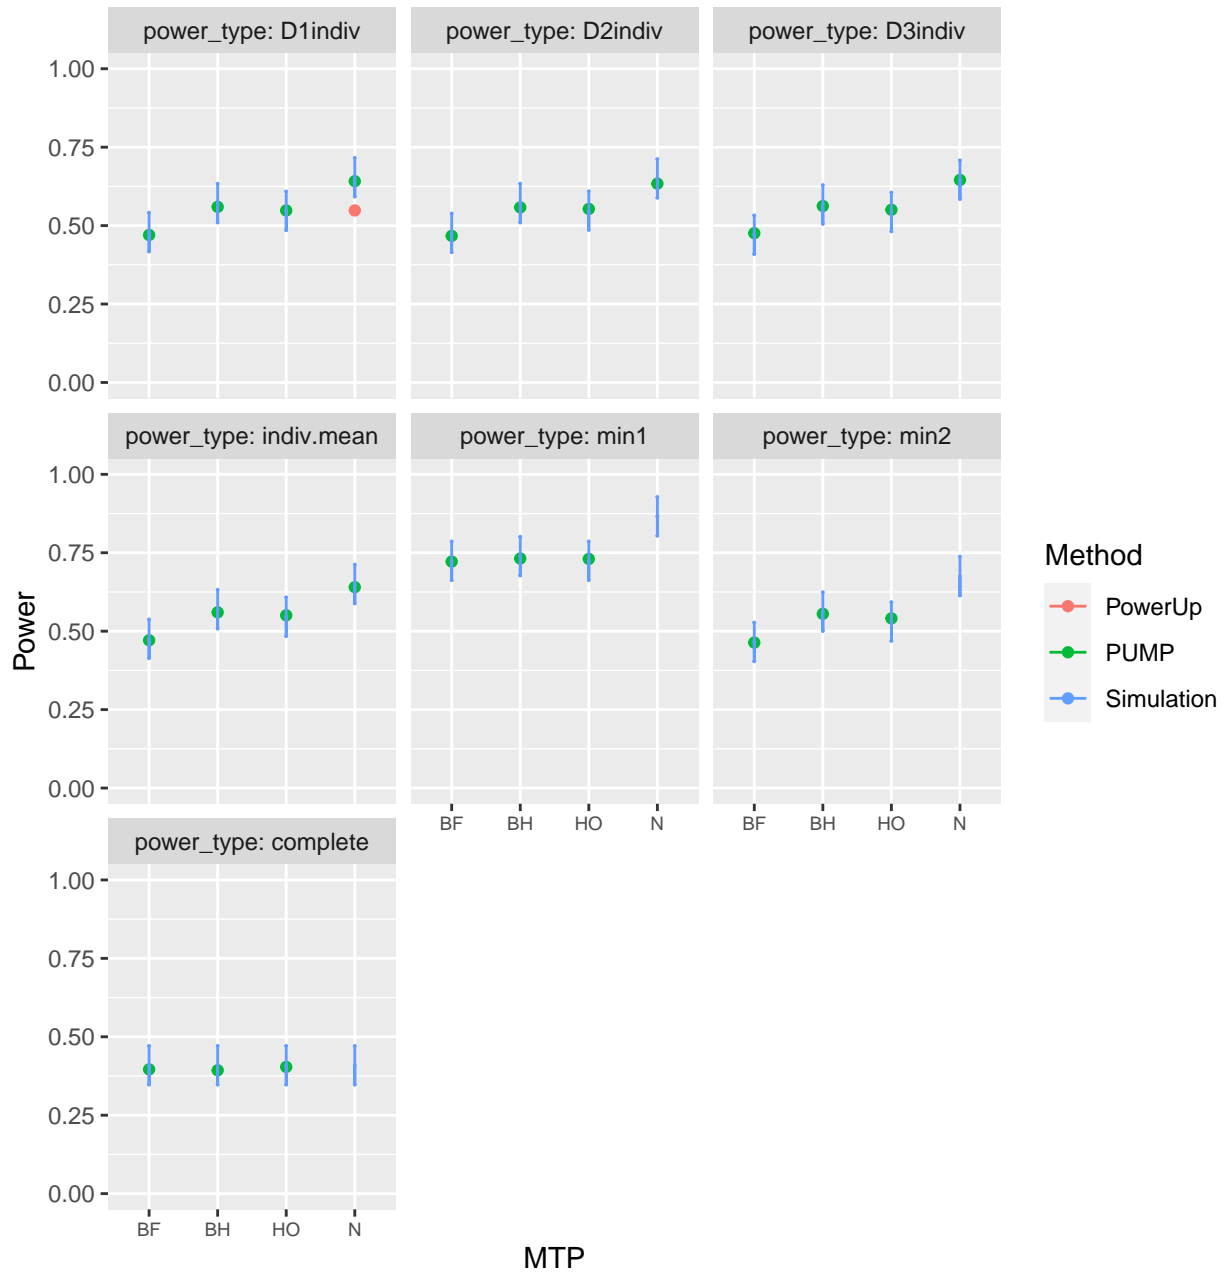 power_type: D1indiv
power_type: D2indiv
power_type: D3indiv
1.00
0.75
0.50
0.25
0.00
power_type: indiv.mean
power_type: min1
power_type: min2
1.00
0.75
0.50
0.25
0.00
BF BH HO N
BF BH HO N
power_type: complete
1.00
0.75
0.50
0.25
0.00
BF BH HO N
MTP
Power
Method
PowerUp
PUMP
Simulation